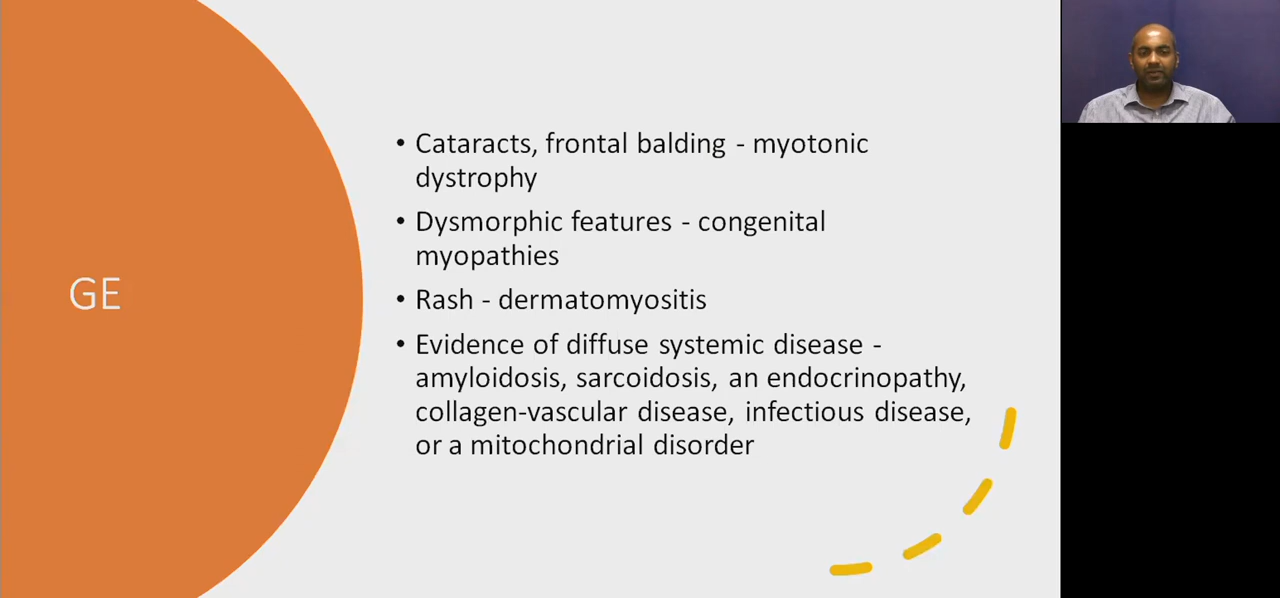 GE
• Cataracts, frontal balding - myotonic
dystrophy
• Dysmorphic features - congenital
myopathies
• Rash - dermatomyositis
• Evidence of diffuse systemic disease -
amyloidosis, sarcoidosis, an endocrinopathy,
collagen-vascular disease, infectious disease,
or a mitochondrial disorder